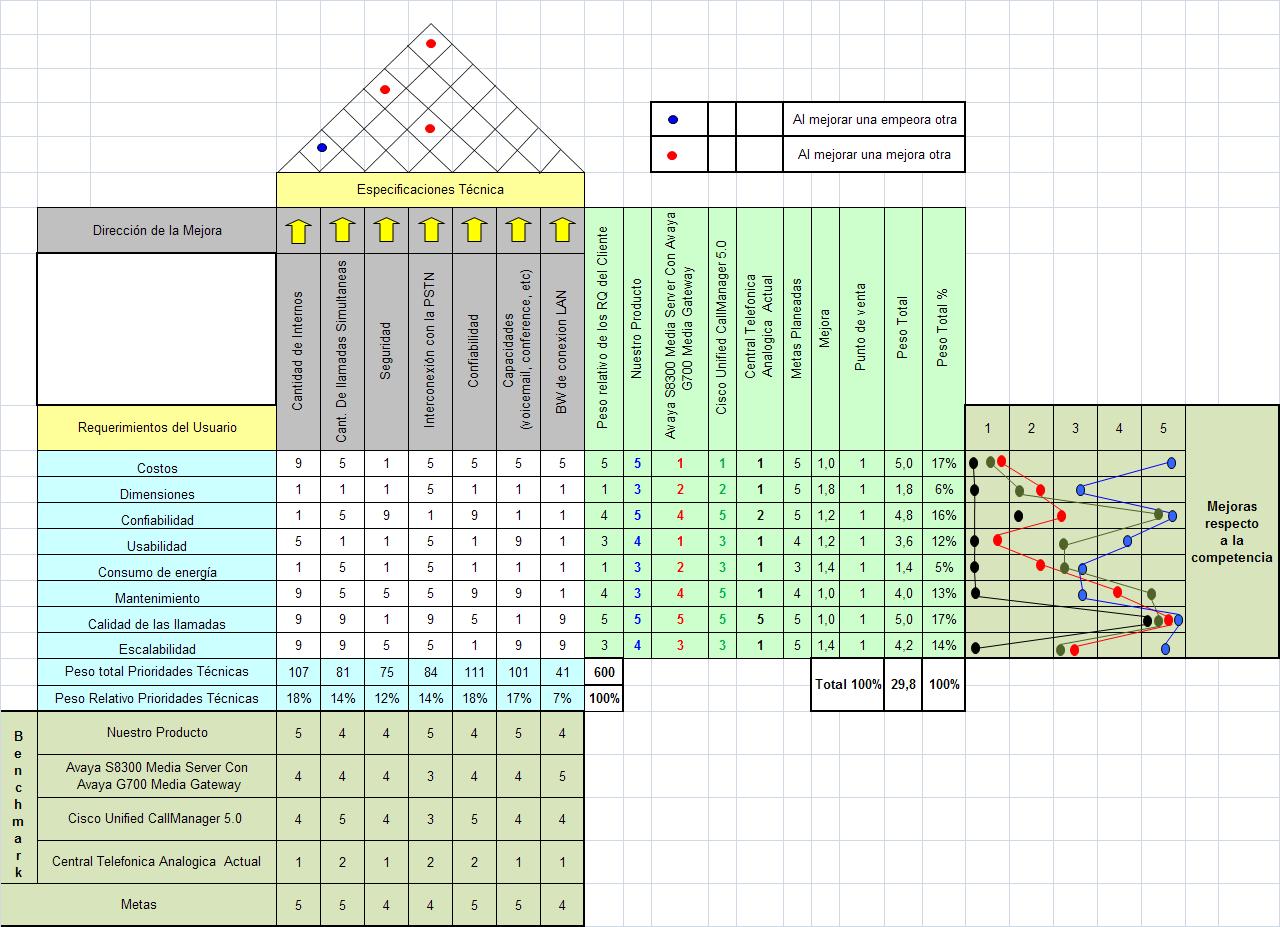 Al mejorar una empeora otra
Al mejorar una mejora otra
Especificaciones Técnica
Dirección de la Mejora
Cantidad de Internos
Cant. De llamadas Simultaneas
Seguridad
Interconexión con la PSTN
Confiabilidad
Capacidades
(voicemail, conference, etc)
BW de conexion LAN
Peso relativo de los RQ del Cliente
Nuestro Producto
Avaya S8300 Media Server Con Avaya
G700 Media Gateway
Cisco Unified CallManager 5.0
Central Telefonica
Analogica Actual
Metas Planeadas
Mejora
Punto de venta
Peso Total
Peso Total %
Requerimientos del Usuario
1 2 3 4 5
Costos 9 5 1 5 5 5 5 5 5 1 1 1 5 1,0 1 5,0 17%
Dimensiones 1 1 1 5 1 1 1 1 3 2 2 1 5 1,8 1 1,8 6%
Confiabilidad 1 5 9 1 9 1 1 4 5 4 5 2 5 1,2 1 4,8 16%
Usabilidad 5 1 1 1 1 9 1 3 4 1 3 1 4 1,2 1 3,6 12%
Consumo de energía 1 5 1 5 1 1 1 1 3 2 3 1 3 1,4 1 1,4 5%
Mantenimiento 9 5 5 5 9 9 1 4 3 4 5 1 4 1,0 1 4,0 13%
Calidad de las llamadas 9 9 1 9 5 1 9 5 5 5 5 5 5 1,0 1 5,0 17%
Escalabilidad 9 9 5 5 1 9 9 3 4 3 3 1 5 1,4 1 4,2 14%
Mejoras
respecto
a la
competencia
Peso total Prioridades Técnicas 107 81 75 84 111 101 41 600
Peso Relativo Prioridades Técnicas 18% 14% 12% 14% 18% 17% 7% 100%
Total 100% 29,8 100%
Benchmark
Nuestro Producto 5 4 4 5 4 5 4
Avaya S8300 Media Server Con
Avaya G700 Media Gateway 4 4 4 3 4 4 5
Cisco Unified CallManager 5.0 4 5 4 3 5 4 4
Central Telefonica Analogica Actual 1 2 1 2 2 1 1
Metas 5 5 4 4 5 5 4